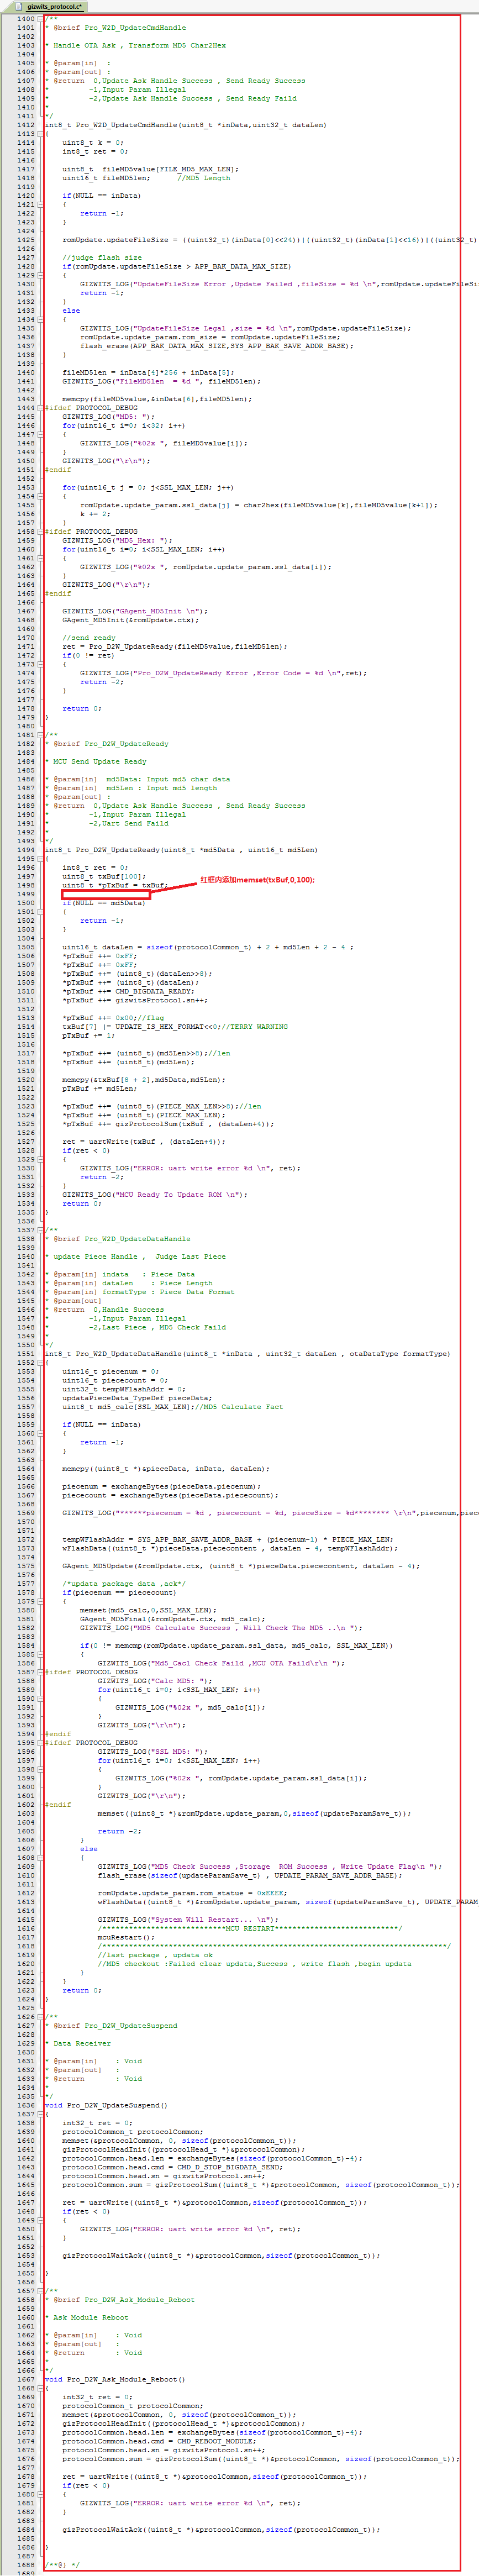 gizwits_protocol.c*
1400 /**
1401 * @brief Pro_W2D_UpdateCmdHandle
1402
1403 * Handle OTA Ask , Transform MD5 Char2Hex
1404
1405 * @param[in]  :
1406 * @param[out] :
1407 * @return  0,Update Ask Handle Success , Send Ready Success
1408 -1,Input Param Illegal
1409 -2,Update Ask Handle Success , Send Ready Faild
1410 *
1411 */
1412 int8_t Pro_W2D_UpdateCmdHandle(uint8_t *inData,uint32_t dataLen)
1413 {
1414 uint8_t k = 0;
1415 int8_t ret = 0;
1416
1417 uint8_t  fileMD5value[FILE_MD5_MAX_LEN];
1418 uint16_t fileMD5len;       //MD5 Length
1419
1420 if(NULL == inData)
1421 {
1422 return -1;
1423 }
1424
1425 romUpdate.updateFileSize = ((uint32_t)(inData[0]<<24))|((uint32_t)(inData[1]<<16))|((uint32_t)
1426
1427 //judge flash size
1428 if(romUpdate.updateFileSize > APP_BAK_DATA_MAX_SIZE)
1429 {
1430 GIZWITS_LOG("UpdateFileSize Error ,Update Failed ,fileSize = %d \n",romUpdate.updateFileSi
1431 return -1;
1432 }
1433 else
1434 {
1435 GIZWITS_LOG("UpdateFileSize Legal ,size = %d \n",romUpdate.updateFileSize);
1436 romUpdate.update_param.rom_size = romUpdate.updateFileSize;
1437 flash_erase(APP_BAK_DATA_MAX_SIZE,SYS_APP_BAK_SAVE_ADDR_BASE);
1438 }
1439
1440 fileMD5len = inData[4]*256 + inData[5];
1441 GIZWITS_LOG("FileMD5len  = %d ", fileMD5len);
1442
1443 memcpy(fileMD5value,&inData[6],fileMD5len);
1444 #ifdef PROTOCOL_DEBUG
1445 GIZWITS_LOG("MD5: ");
1446 for(uint16_t i=0; i<32; i++)
1447 {
1448 GIZWITS_LOG("%02x ", fileMD5value[i]);
1449 }
1450 GIZWITS_LOG("\r\n");
1451 #endif
1452
1453 for(uint16_t j = 0; j<SSL_MAX_LEN; j++)
1454 {
1455 romUpdate.update_param.ssl_data[j] = char2hex(fileMD5value[k],fileMD5value[k+1]);
1456 k += 2;
1457 }
1458 #ifdef PROTOCOL_DEBUG
1459 GIZWITS_LOG("MD5_Hex: ");
1460 for(uint16_t i=0; i<SSL_MAX_LEN; i++)
1461 {
1462 GIZWITS_LOG("%02x ", romUpdate.update_param.ssl_data[i]);
1463 }
1464 GIZWITS_LOG("\r\n");
1465 #endif
1466
1467 GIZWITS_LOG("GAgent_MD5Init \n");
1468 GAgent_MD5Init(&romUpdate.ctx);
1469
1470 //send ready
1471 ret = Pro_D2W_UpdateReady(fileMD5value,fileMD5len);
1472 if(0 != ret)
1473 {
1474 GIZWITS_LOG("Pro_D2W_UpdateReady Error ,Error Code = %d \n",ret);
1475 return -2;
1476 }
1477
1478 return 0;
1479 }
1480
1481 /**
1482 * @brief Pro_D2W_UpdateReady
1483
1484 * MCU Send Update Ready
1485
1486 * @param[in]  md5Data: Input md5 char data
1487 * @param[in]  md5Len : Input md5 length
1488 * @param[out] :
1489 * @return  0,Update Ask Handle Success , Send Ready Success
1490 -1,Input Param Illegal
1491 -2,Uart Send Faild
1492 *
1493 */
1494 int8_t Pro_D2W_UpdateReady(uint8_t *md5Data , uint16_t md5Len)
1495 {
1496 int8_t ret = 0;
1497 uint8_t txBuf[100];
1498 uint8_t *pTxBuf = txBuf;
红框内添加memset(txBuf,0,100);
1499
1500 if(NULL == md5Data)
1501 {
1502 return -1;
1503 }
1504
1505 uint16_t dataLen = sizeof(protocolCommon_t) + 2 + md5Len + 2 - 4 ;
1506 *pTxBuf ++= 0xFF;
1507 *pTxBuf ++= 0xFF;
1508 *pTxBuf ++= (uint8_t)(dataLen>>8);
1509 *pTxBuf ++= (uint8_t)(dataLen);
1510 *pTxBuf ++= CMD_BIGDATA_READY;
1511 *pTxBuf ++= gizwitsProtocol.sn++;
1512
1513 *pTxBuf ++= 0x00;//flag
1514 txBuf[7] |= UPDATE_IS_HEX_FORMAT<<0;//TERRY WARNING
1515 pTxBuf += 1;
1516
1517 *pTxBuf ++= (uint8_t)(md5Len>>8);//len
1518 *pTxBuf ++= (uint8_t)(md5Len);
1519
1520 memcpy(&txBuf[8 + 2],md5Data,md5Len);
1521 pTxBuf += md5Len;
1522
1523 *pTxBuf ++= (uint8_t)(PIECE_MAX_LEN>>8);//len
1524 *pTxBuf ++= (uint8_t)(PIECE_MAX_LEN);
1525 *pTxBuf ++= gizProtocolSum(txBuf , (dataLen+4));
1526
1527 ret = uartWrite(txBuf , (dataLen+4));
1528 if(ret < 0)
1529 {
1530 GIZWITS_LOG("ERROR: uart write error %d \n", ret);
1531 return -2;
1532 }
1533 GIZWITS_LOG("MCU Ready To Update ROM \n");
1534 return 0;
1535 }
1536
1537 /**
1538 * @brief Pro_W2D_UpdateDataHandle
1539
1540 * update Piece Handle ,  Judge Last Piece
1541
1542 * @param[in] indata   : Piece Data
1543 * @param[in] dataLen    : Piece Length
1544 * @param[in] formatType : Piece Data Format
1545 * @param[out]
1546 * @return  0,Handle Success
1547 * -1,Input Param Illegal
1548 * -2,Last Piece , MD5 Check Faild
1549 *
1550 */
1551 int8_t Pro_W2D_UpdateDataHandle(uint8_t *inData , uint32_t dataLen , otaDataType formatType)
1552 {
1553 uint16_t piecenum = 0;
1554 uint16_t piececount = 0;
1555 uint32_t tempWFlashAddr = 0;
1556 updataPieceData_TypeDef pieceData;
1557 uint8_t md5_calc[SSL_MAX_LEN];//MD5 Calculate Fact
1558
1559 if(NULL == inData)
1560 {
1561 return -1;
1562 }
1563
1564 memcpy((uint8_t *)&pieceData, inData, dataLen);
1565
1566 piecenum = exchangeBytes(pieceData.piecenum);
1567 piececount = exchangeBytes(pieceData.piececount);
1568
1569 GIZWITS_LOG("******piecenum = %d , piececount = %d, pieceSize = %d******** \r\n",piecenum,piec
1570
1571
1572 tempWFlashAddr = SYS_APP_BAK_SAVE_ADDR_BASE + (piecenum-1) * PIECE_MAX_LEN;
1573 wFlashData((uint8_t *)pieceData.piececontent , dataLen - 4, tempWFlashAddr);
1574
1575 GAgent_MD5Update(&romUpdate.ctx, (uint8_t *)pieceData.piececontent, dataLen - 4);
1576
1577 /*updata package data ,ack*/
1578 if(piecenum == piececount)
1579 {
1580 memset(md5_calc,0,SSL_MAX_LEN);
1581 GAgent_MD5Final(&romUpdate.ctx, md5_calc);
1582 GIZWITS_LOG("MD5 Calculate Success , Will Check The MD5 ..\n ");
1583
1584 if(0 != memcmp(romUpdate.update_param.ssl_data, md5_calc, SSL_MAX_LEN))
1585 {
1586 GIZWITS_LOG("Md5_Cacl Check Faild ,MCU OTA Faild\r\n ");
1587 #ifdef PROTOCOL_DEBUG
1588 GIZWITS_LOG("Calc MD5: ");
1589 for(uint16_t i=0; i<SSL_MAX_LEN; i++)
1590 {
1591 GIZWITS_LOG("%02x ", md5_calc[i]);
1592 }
1593 GIZWITS_LOG("\r\n");
1594 #endif
1595 #ifdef PROTOCOL_DEBUG
1596 GIZWITS_LOG("SSL MD5: ");
1597 for(uint16_t i=0; i<SSL_MAX_LEN; i++)
1598 {
1599 GIZWITS_LOG("%02x ", romUpdate.update_param.ssl_data[i]);
1600 }
1601 GIZWITS_LOG("\r\n");
1602 #endif
1603 memset((uint8_t *)&romUpdate.update_param,0,sizeof(updateParamSave_t));
1604
1605 return -2;
1606 }
1607 else
1608 {
1609 GIZWITS_LOG("MD5 Check Success ,Storage  ROM Success , Write Update Flag\n ");
1610 flash_erase(sizeof(updateParamSave_t) , UPDATE_PARAM_SAVE_ADDR_BASE);
1611
1612 romUpdate.update_param.rom_statue = 0xEEEE;
1613 wFlashData((uint8_t *)&romUpdate.update_param, sizeof(updateParamSave_t), UPDATE_PARAM_
1614
1615 GIZWITS_LOG("System Will Restart... \n");
1616 /***************************MCU RESTART****************************/
1617 mcuRestart();
1618 /******************************************************************************/
1619 //last package , updata ok
1620 //MD5 checkout :Failed clear updata,Success , write flash ,begin updata
1621 }
1622 }
1623 return 0;
1624 }
1625
1626 /**
1627 * @brief Pro_D2W_UpdateSuspend
1628
1629 * Data Receiver
1630
1631 * @param[in]    : Void
1632 * @param[out]   :
1633 * @return       : Void
1634 *
1635 */
1636 void Pro_D2W_UpdateSuspend()
1637 {
1638 int32_t ret = 0;
1639 protocolCommon_t protocolCommon;
1640 memset(&protocolCommon, 0, sizeof(protocolCommon_t));
1641 gizProtocolHeadInit((protocolHead_t *)&protocolCommon);
1642 protocolCommon.head.len = exchangeBytes(sizeof(protocolCommon_t)-4);
1643 protocolCommon.head.cmd = CMD_D_STOP_BIGDATA_SEND;
1644 protocolCommon.head.sn = gizwitsProtocol.sn++;
1645 protocolCommon.sum = gizProtocolSum((uint8_t *)&protocolCommon, sizeof(protocolCommon_t));
1646
1647 ret = uartWrite((uint8_t *)&protocolCommon,sizeof(protocolCommon_t));
1648 if(ret < 0)
1649 {
1650 GIZWITS_LOG("ERROR: uart write error %d \n", ret);
1651 }
1652
1653 gizProtocolWaitAck((uint8_t *)&protocolCommon,sizeof(protocolCommon_t));
1654
1655 }
1656
1657 /**
1658 * @brief Pro_D2W_Ask_Module_Reboot
1659
1660 * Ask Module Reboot
1661
1662 * @param[in]    : Void
1663 * @param[out]   :
1664 * @return       : Void
1665 *
1666 */
1667 void Pro_D2W_Ask_Module_Reboot()
1668 {
1669 int32_t ret = 0;
1670 protocolCommon_t protocolCommon;
1671 memset(&protocolCommon, 0, sizeof(protocolCommon_t));
1672 gizProtocolHeadInit((protocolHead_t *)&protocolCommon);
1673 protocolCommon.head.len = exchangeBytes(sizeof(protocolCommon_t)-4);
1674 protocolCommon.head.cmd = CMD_REBOOT_MODULE;
1675 protocolCommon.head.sn = gizwitsProtocol.sn++;
1676 protocolCommon.sum = gizProtocolSum((uint8_t *)&protocolCommon, sizeof(protocolCommon_t));
1677
1678 ret = uartWrite((uint8_t *)&protocolCommon,sizeof(protocolCommon_t));
1679 if(ret < 0)
1680 {
1681 GIZWITS_LOG("ERROR: uart write error %d \n", ret);
1682 }
1683
1684 gizProtocolWaitAck((uint8_t *)&protocolCommon,sizeof(protocolCommon_t));
1685
1686 }
1687
1688 /**@} */
1689